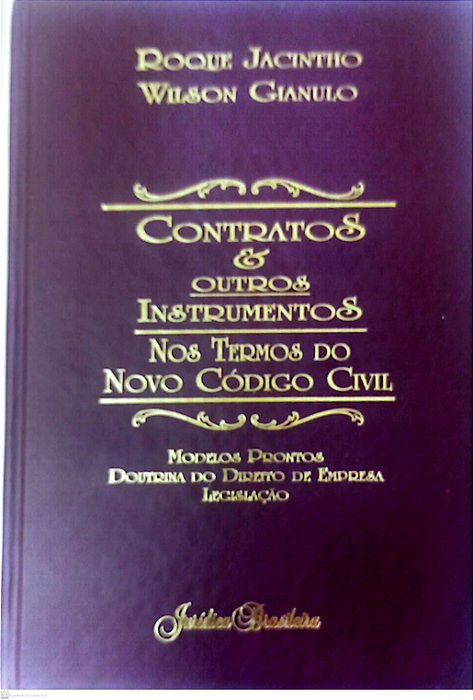 Roque Jacintho
Wilson Gianulo
Contratos
&
outros
Instrumentos
Nos Termos do
Novo Código Civil
Modelos Prontos
Doutrina do Direito de Empresa
Legislação
Jurídica Brasileira